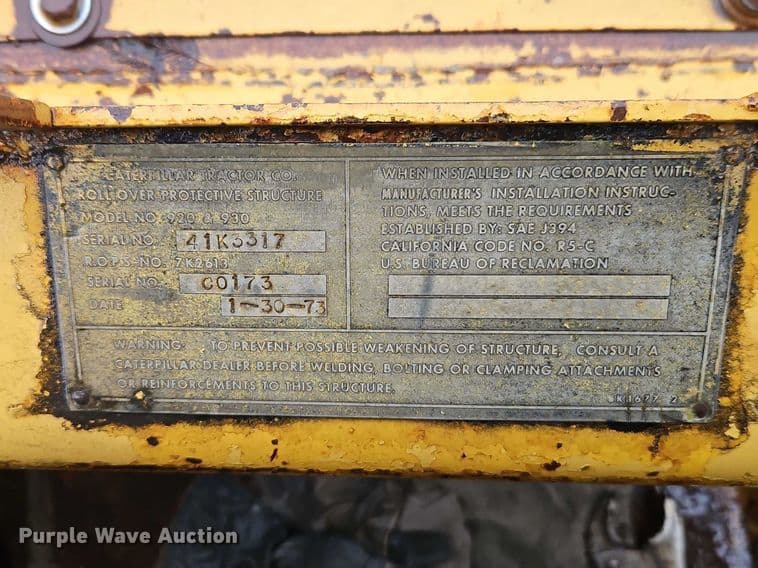 CATERPILLAR TRACTOR CO.
ROLL OVER PROTECTIVE STRUCTURE
MODEL NO. 920 & 930
SERIAL NO. 41K5317
R.O.P.S. NO. 7K2613
SERIAL NO. C0173
DATE 1-30-73
WHEN INSTALLED IN ACCORDANCE WITH
MANUFACTURER'S INSTALLATION INSTRUC-
TIONS, MEETS THE REQUIREMENTS
ESTABLISHED BY: SAE J394
CALIFORNIA CODE NO. R5-C
U.S. BUREAU OF RECLAMATION
WARNING: TO PREVENT POSSIBLE WEAKENING OF STRUCTURE, CONSULT A
CATERPILLAR DEALER BEFORE WELDING, BOLTING OR CLAMPING ATTACHMENTS
OR REINFORCEMENTS TO THIS STRUCTURE.
K1677 2
Purple Wave Auction